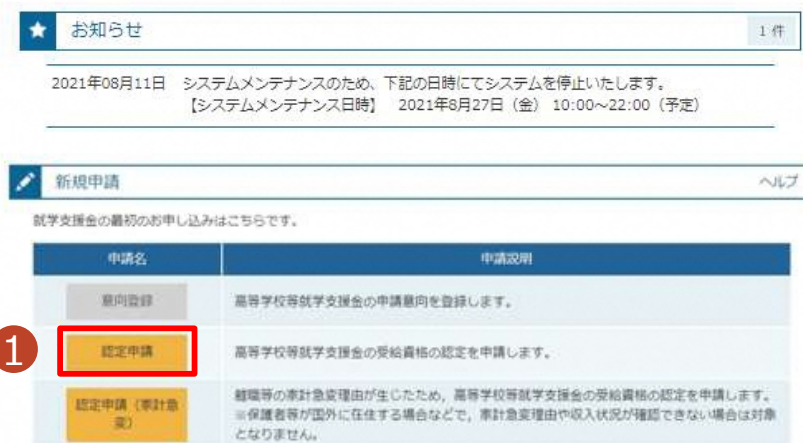 お知らせ
1 件
2021年08月11日 システムメンテナンスのため、下記の日時にてシステムを停止いたします。
【システムメンテナンス日時】 2021年8月27日（金） 10:00～22:00（予定）
新規申請
ヘルプ
就学支援金の最初のお申し込みはこちらです。
申請名 申請説明
意向登録 高等学校等就学支援金の申請意向を登録します。
1 認定申請 高等学校等就学支援金の受給資格の認定を申請します。
認定申請（家計急
変）
離職等の家計急変理由が生じたため，高等学校等就学支援金の受給資格の認定を申請します。
※保護者等が国外に在住する場合などで，家計急変理由や収入状況が確認できない場合は対象
となりません。